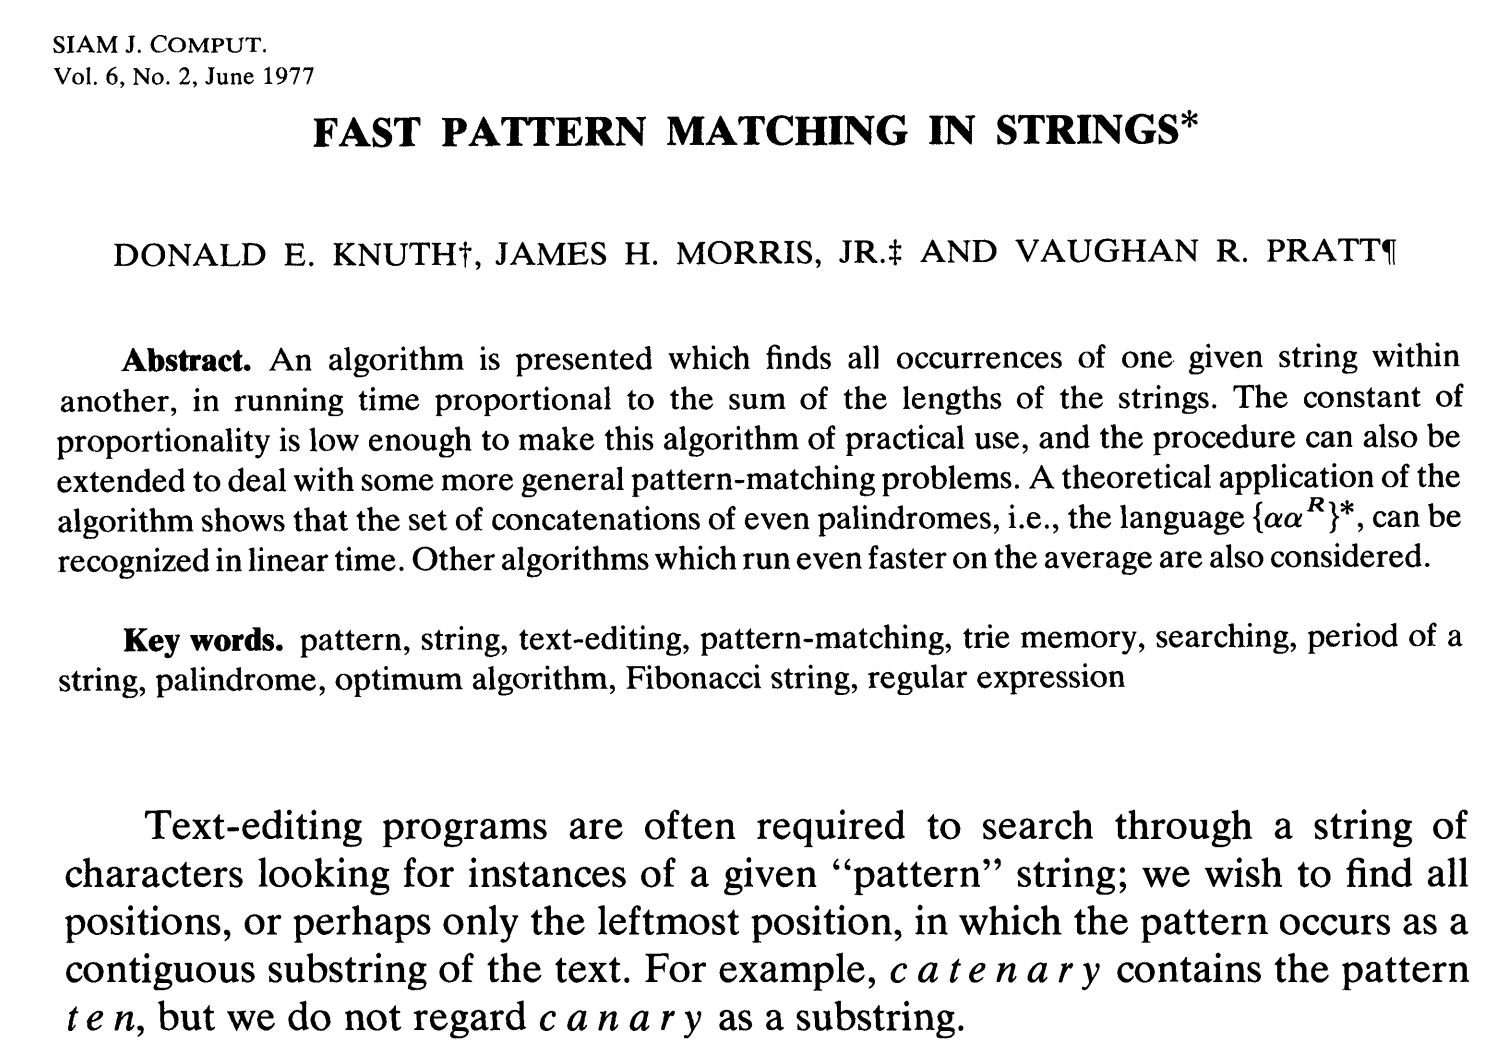 SIAM J. COMPUT.
Vol. 6, No. 2, June 1977
FAST PATTERN MATCHING IN STRINGS*
DONALD E. KNUTH†, JAMES H. MORRIS, JR.‡ AND VAUGHAN R. PRATT¶
Abstract. An algorithm is presented which finds all occurrences of one given string within
another, in running time proportional to the sum of the lengths of the strings. The constant of
proportionality is low enough to make this algorithm of practical use, and the procedure can also be
extended to deal with some more general pattern-matching problems. A theoretical application of the
algorithm shows that the set of concatenations of even palindromes, i.e., the language {αα^R}*, can be
recognized in linear time. Other algorithms which run even faster on the average are also considered.
Key words. pattern, string, text-editing, pattern-matching, trie memory, searching, period of a
string, palindrome, optimum algorithm, Fibonacci string, regular expression
Text-editing programs are often required to search through a string of
characters looking for instances of a given “pattern” string; we wish to find all
positions, or perhaps only the leftmost position, in which the pattern occurs as a
contiguous substring of the text. For example, c a t e n a r y contains the pattern
t e n, but we do not regard c a n a r y as a substring.